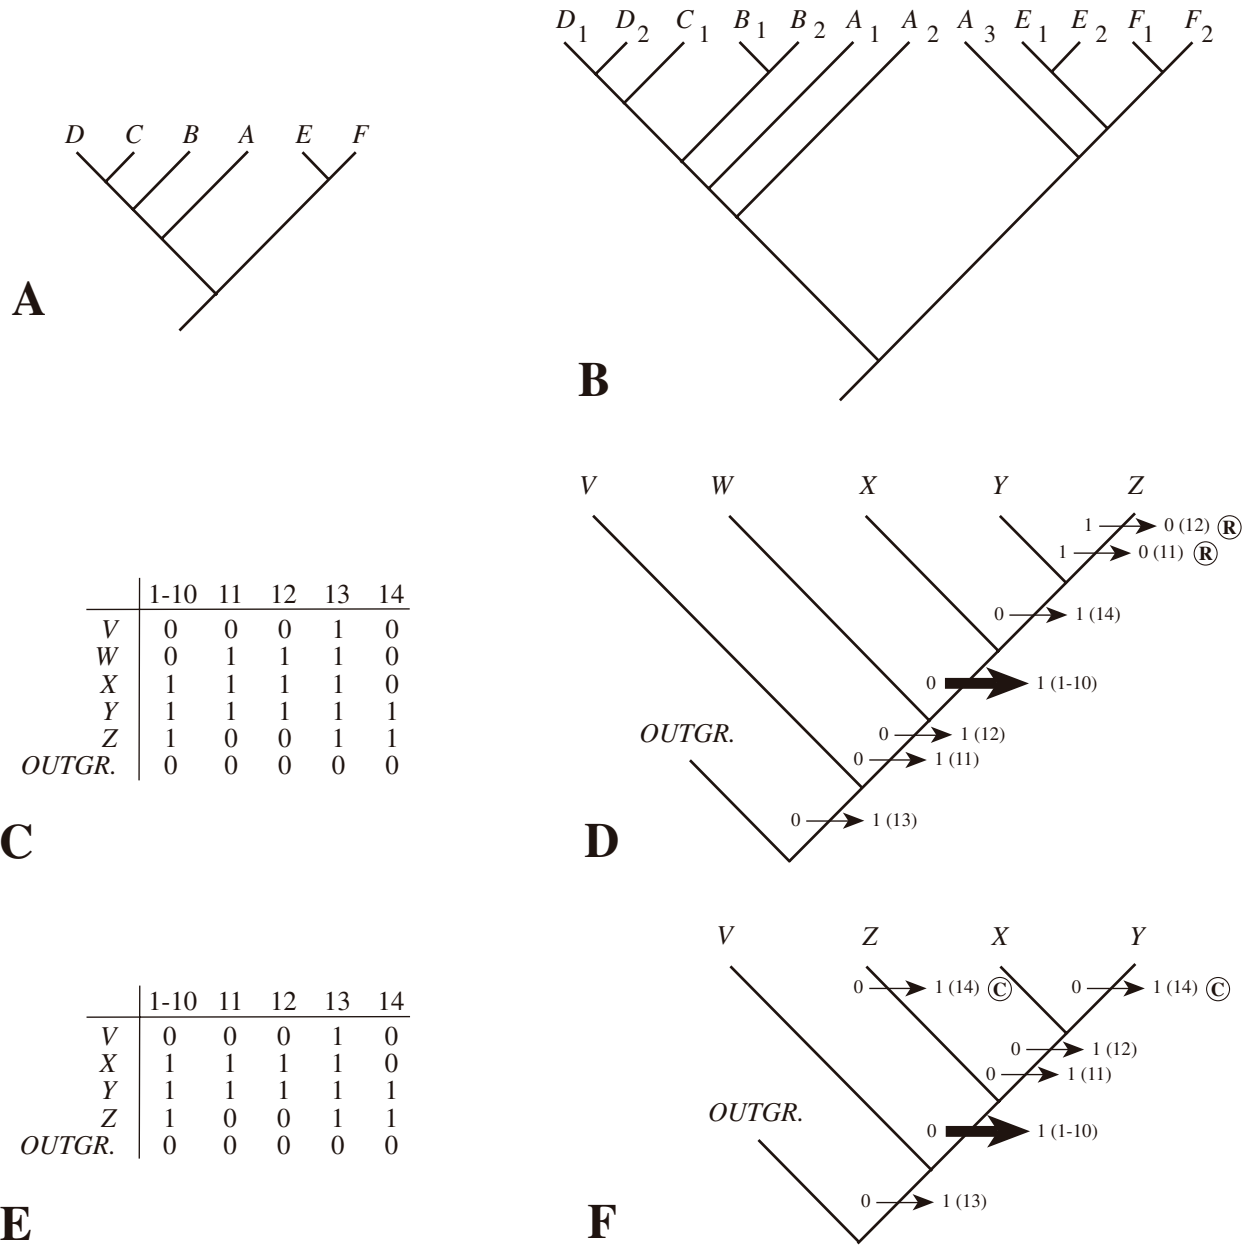 D1 D2 C1 B1 B2 A1 A2 A3 E1 E2 F1 F2
D C B A E F
A
B
V W X Y Z
1 0 (12) R
1 0 (11) R
0 1 (14)
0 1 (1-10)
OUTGR.
0 1 (12)
0 1 (11)
0 1 (13)
1-10 11 12 13 14
V 0 0 0 1 0
W 0 1 1 1 0
X 1 1 1 1 0
Y 1 1 1 1 1
Z 1 0 0 1 1
OUTGR. 0 0 0 0 0
C
D
V Z X Y
0 1 (14) C 0 1 (14) C
0 1 (12)
0 1 (11)
OUTGR.
0 1 (1-10)
0 1 (13)
1-10 11 12 13 14
V 0 0 0 1 0
X 1 1 1 1 0
Y 1 1 1 1 1
Z 1 0 0 1 1
OUTGR. 0 0 0 0 0
E
F